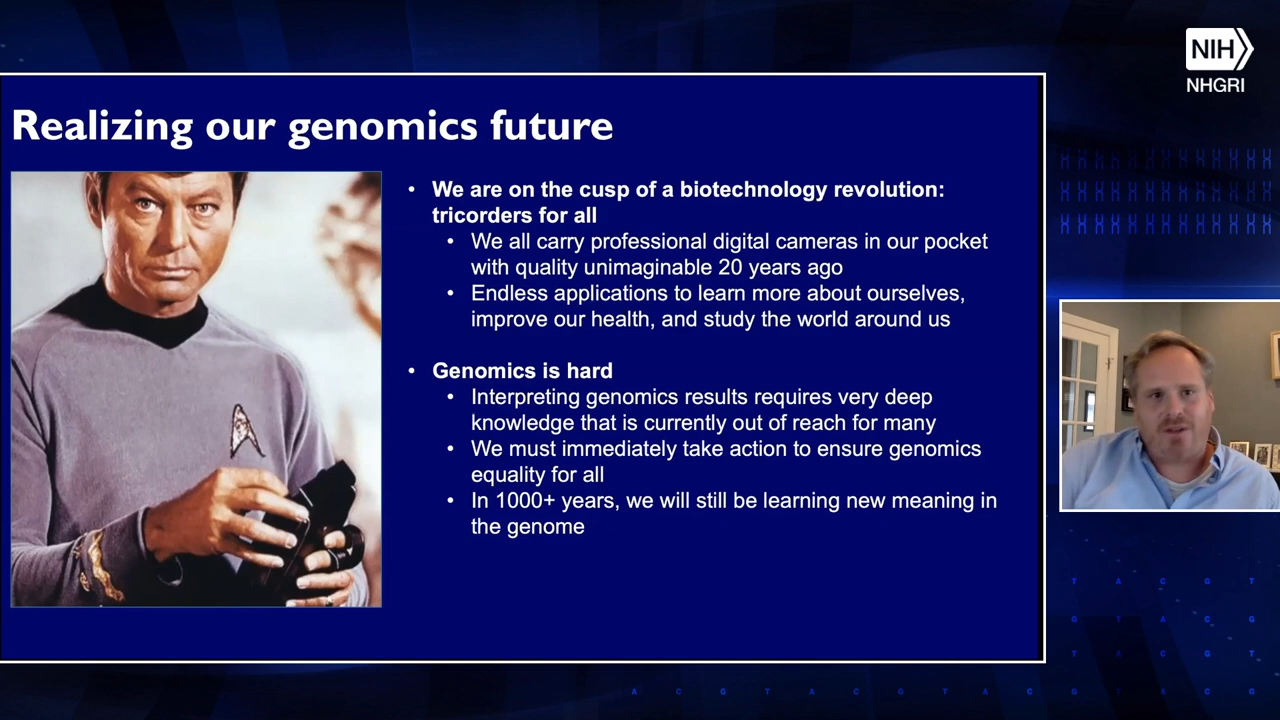 NIH
NHGRI
Realizing our genomics future
• We are on the cusp of a biotechnology revolution:
tricorders for all
• We all carry professional digital cameras in our pocket
with quality unimaginable 20 years ago
• Endless applications to learn more about ourselves,
improve our health, and study the world around us
• Genomics is hard
• Interpreting genomics results requires very deep
knowledge that is currently out of reach for many
• We must immediately take action to ensure genomics
equality for all
• In 1000+ years, we will still be learning new meaning in
the genome
T A C G T
G T A C G
T A C G T
A C G T A C G T A C G T A C G